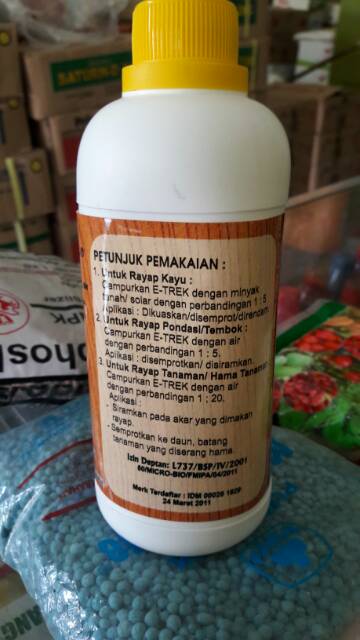 SATURN-D
PETUNJUK PEMAKAIAN :
1. Untuk Rayap Kayu :
Campurkan E-TREK dengan minyak
tanah/ solar dengan perbandingan 1 : 5
Aplikasi : Dikuaskan/disemprot/direndam
2. Untuk Rayap Pondasi/Tembok :
Campurkan E-TREK dengan air
dengan perbandingan 1 ; 5.
Aplikasi : disemprotkan/ disiramkan.
3. Untuk Rayap Tanaman/ Hama Tanaman
Campurkan E-TREK dengan air
dengan perbandingan 1 ; 20.
Aplikasi :
- Siramkan pada akar yang dimakan
rayap.
- Semprotkan ke daun, batang
tanaman yang diserang hama.
Izin Deptan: L737/BSP/IV/2001
Merk Terdaftar : IDM
24 Maret 2011